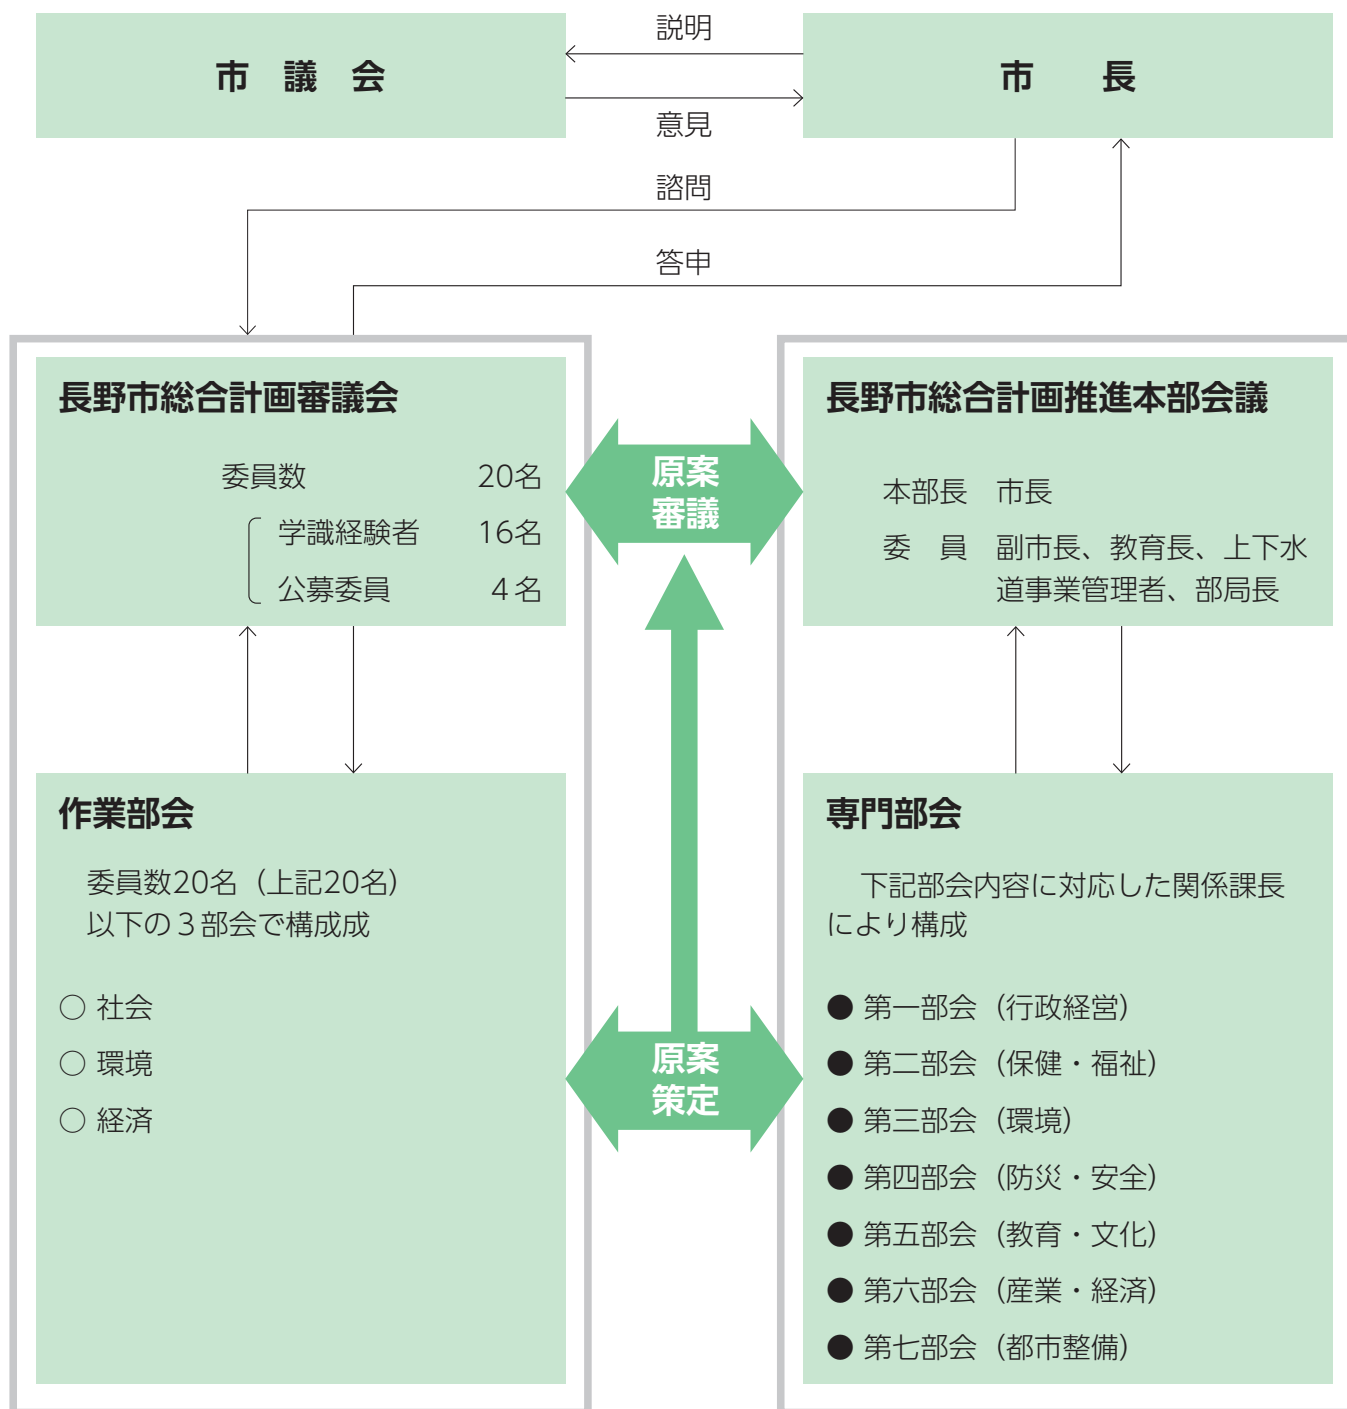 説明
市議会
市長
意見
諮問
答申
長野市総合計画審議会
委員数 20名
学識経験者 16名
公募委員 4名
原案
審議
長野市総合計画推進本部会議
本部長 市長
委員 副市長、教育長、上下水
道事業管理者、部局長
作業部会
委員数20名（上記20名）
以下の３部会で構成成
○ 社会
○ 環境
○ 経済
原案
策定
専門部会
下記部会内容に対応した関係課長
により構成
● 第一部会（行政経営）
● 第二部会（保健・福祉）
● 第三部会（環境）
● 第四部会（防災・安全）
● 第五部会（教育・文化）
● 第六部会（産業・経済）
● 第七部会（都市整備）